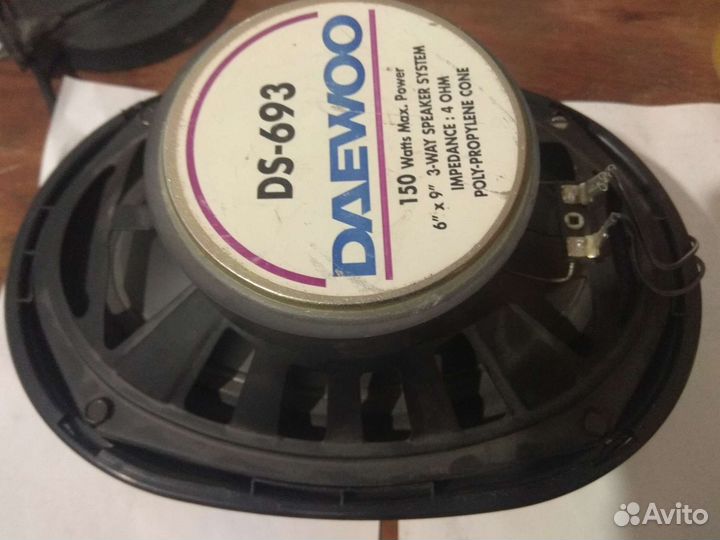 DS-693
DAEWOO
150 Watts Max. Power
6" x 9" 3-WAY SPEAKER SYSTEM
IMPEDANCE : 4 OHM
POLY-PROPYLENE CONE
Avito